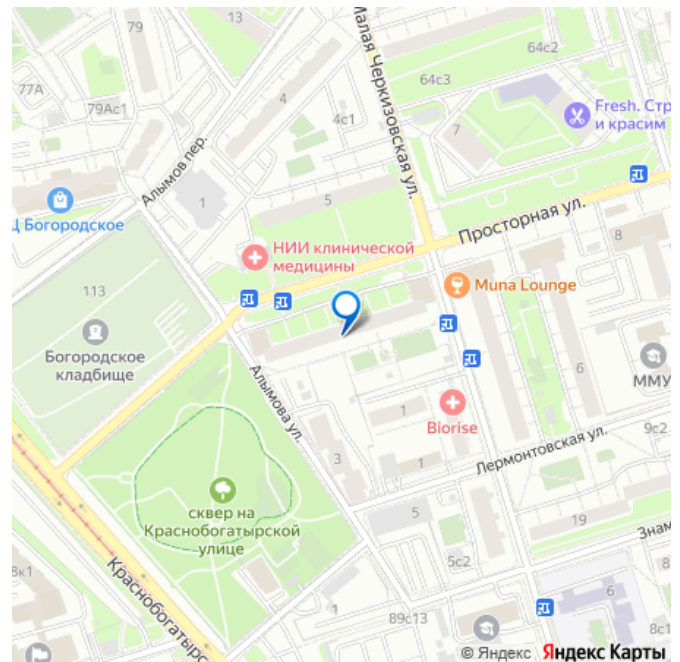 79
13
64с2
77А
79Ас1
4
4с1
64с3
Малая Черкизовская ул.
Fresh. Стр
и красим
7
Алымов пер.
5
1
Ц Богородское
НИИ клинической
медицины
Просторная ул.
8
Muna Lounge
113
Богородское
кладбище
Алымова ул.
6
ММУ
1
Biorise
9с2
Лермонтовская ул.
3
1
сквер на
Краснобогатырской
улице
5
19
Знам
5с2
8к1
Краснобогатырс
1
89с13
6
8
8с1
© Яндекс Яндекс Карты